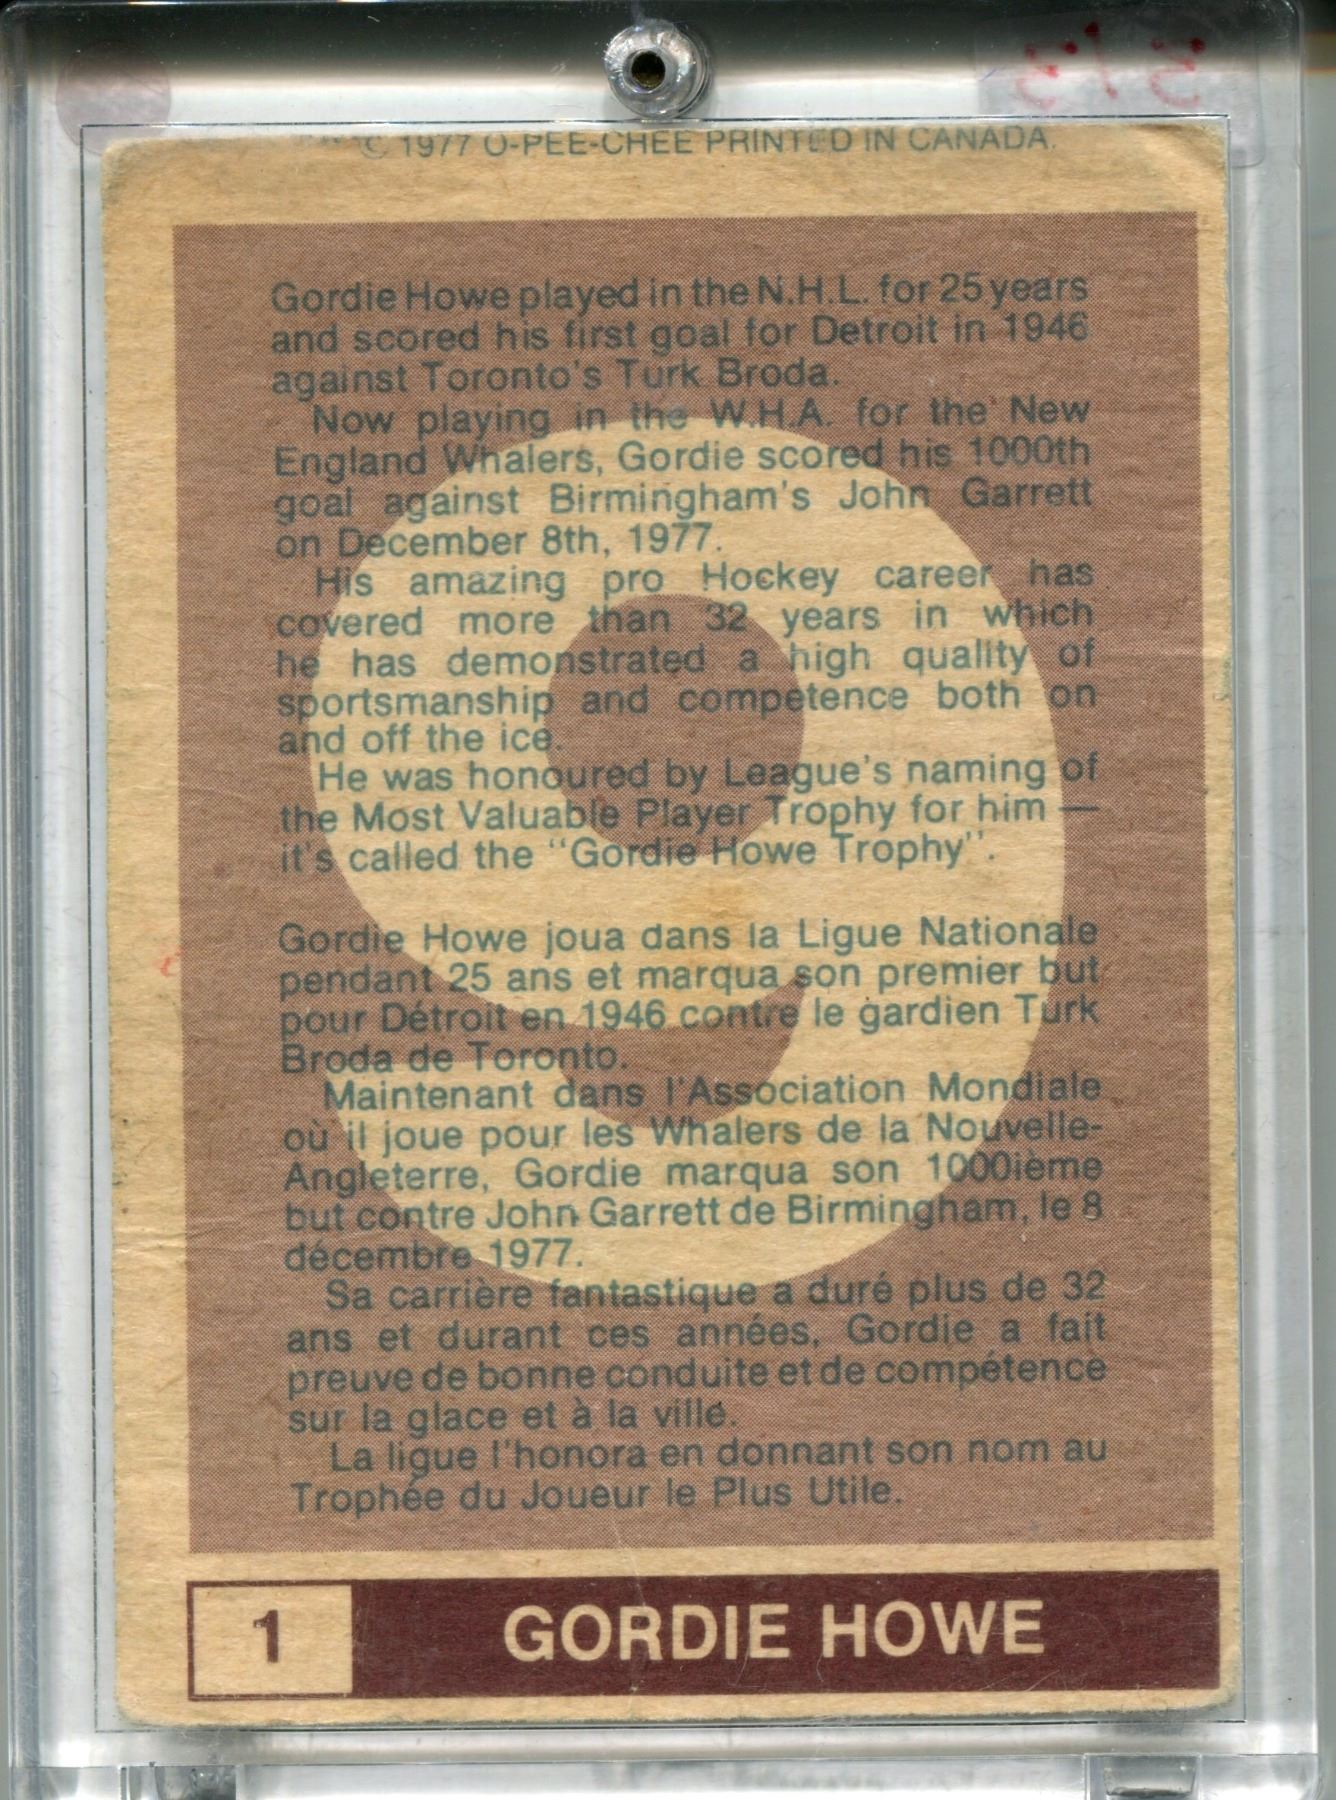 © 1977 O-PEE-CHEE PRINTED IN CANADA.
Gordie Howe played in the N.H.L. for 25 years
and scored his first goal for Detroit in 1946
against Toronto's Turk Broda.
Now playing in the W.H.A. for the New
England Whalers, Gordie scored his 1000th
goal against Birmingham's John Garrett
on December 8th, 1977.
His amazing pro Hockey career has
covered more than 32 years in which
he has demonstrated a high quality of
sportsmanship and competence both on
and off the ice.
He was honoured by League's naming of
the Most Valuable Player Trophy for him —
it's called the "Gordie Howe Trophy".
Gordie Howe joua dans la Ligue Nationale
pendant 25 ans et marqua son premier but
pour Détroit en 1946 contre le gardien Turk
Broda de Toronto.
Maintenant dans l'Association Mondiale
où il joue pour les Whalers de la Nouvelle-
Angleterre, Gordie marqua son 1000ième
but contre John Garrett de Birmingham, le 8
décembre 1977.
Sa carrière fantastique a duré plus de 32
ans et durant ces années, Gordie a fait
preuve de bonne conduite et de compétence
sur la glace et à la ville.
La ligue l'honora en donnant son nom au
Trophée du Joueur le Plus Utile.
9
1 GORDIE HOWE